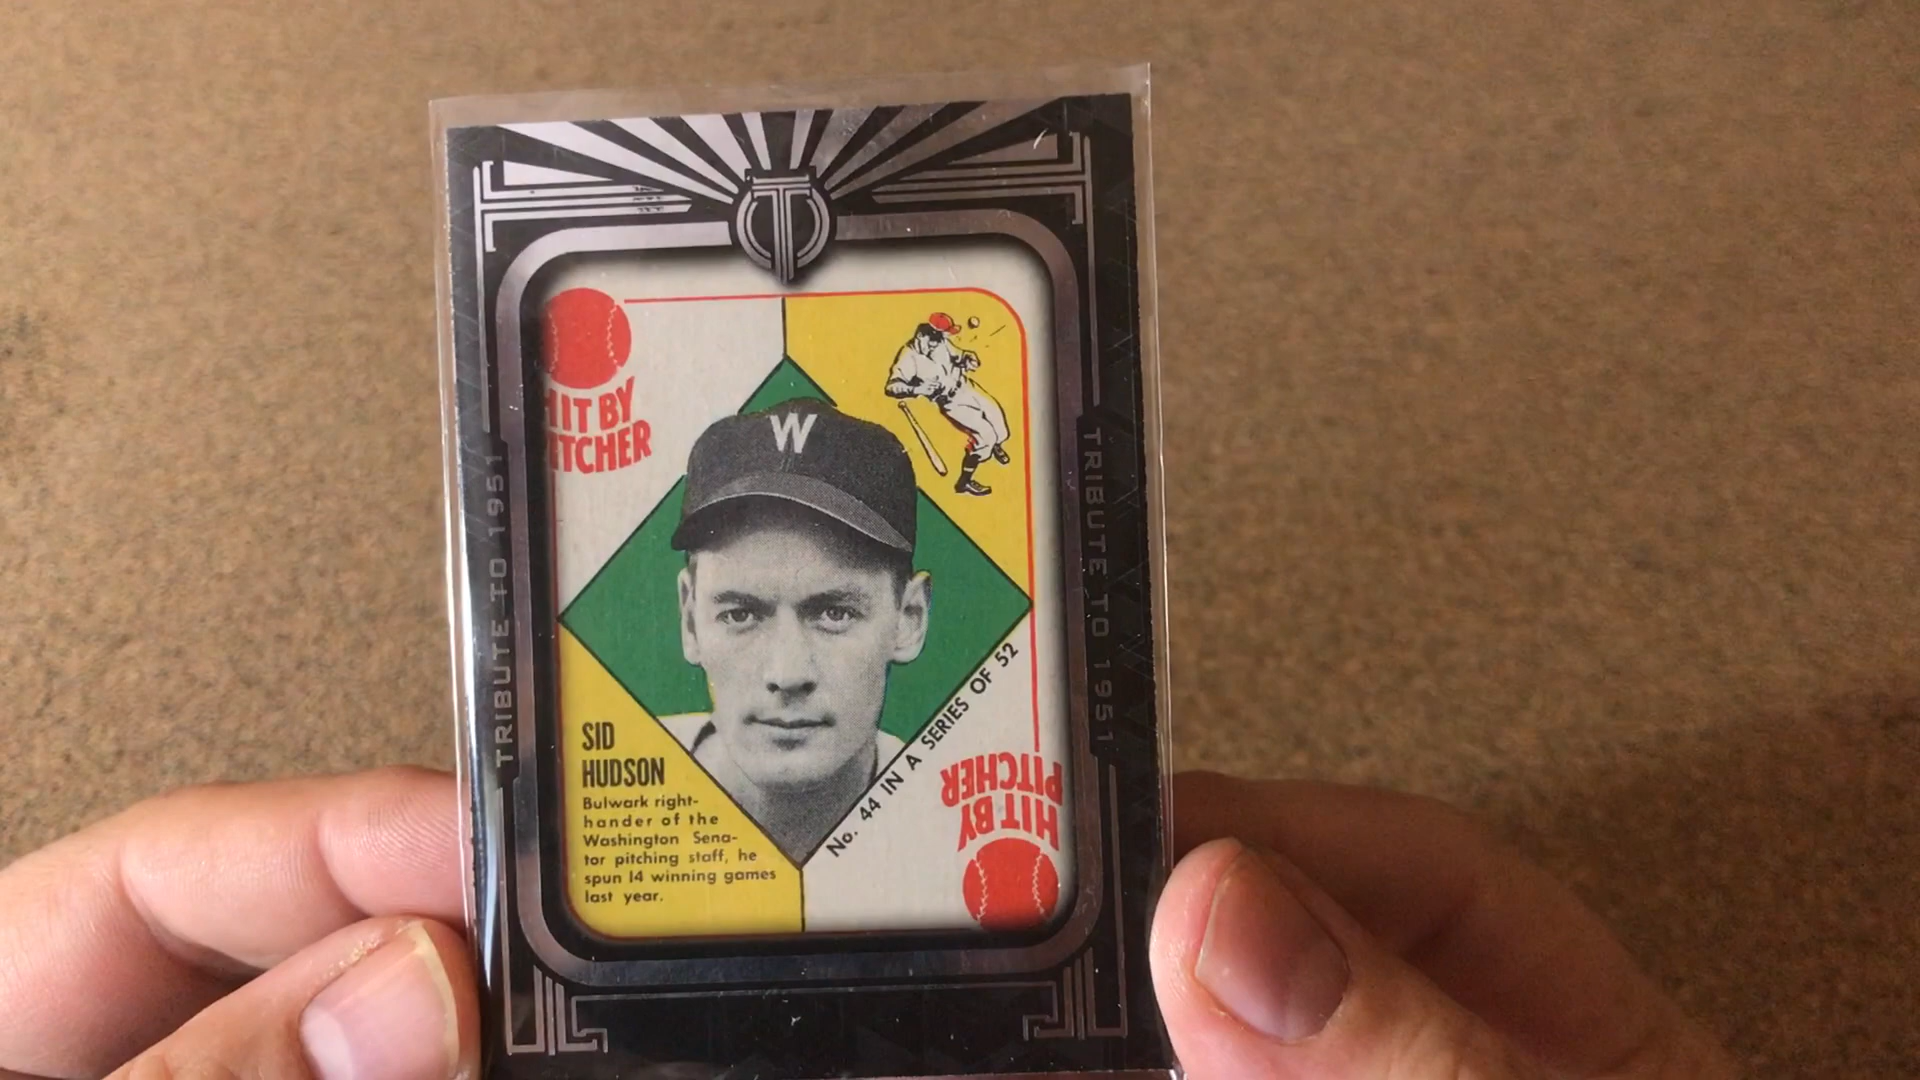 TRIBUTE TO 1951
HIT BY
PITCHER
W
TRIBUTE TO 1951
SID
HUDSON
Bulwark right-
hander of the
Washington Sena-
tor pitching staff, he
spun 14 winning games
last year.
No. 44 IN A SERIES OF 52
HIT BY
PITCHER